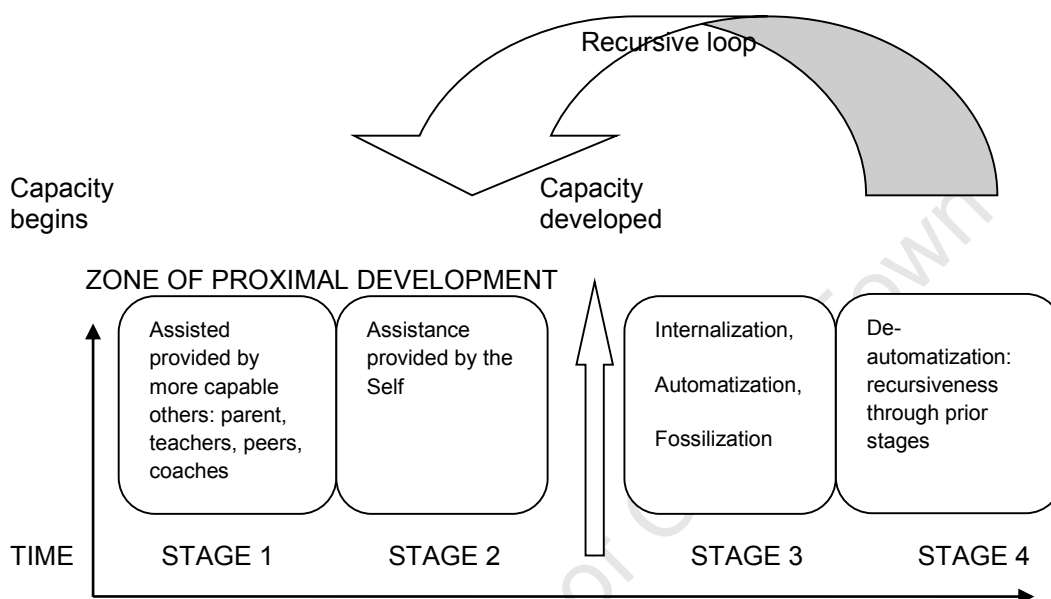 Recursive loop
Capacity
begins
Capacity
developed
ZONE OF PROXIMAL DEVELOPMENT
Assisted
provided by
more capable
others: parent,
teachers, peers,
coaches
Assistance
provided by the
Self
Internalization,
Automatization,
Fossilization
De-
automatization:
recursiveness
through prior
stages
TIME
STAGE 1
STAGE 2
STAGE 3
STAGE 4